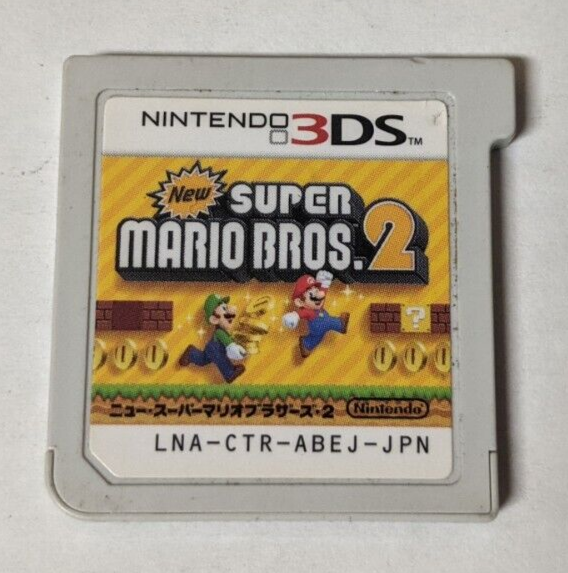 NINTENDO 3DS™
New SUPER
MARIO BROS. 2
?
ニュー・スーパーマリオブラザーズ・2 Nintendo
LNA-CTR-ABEJ-JPN